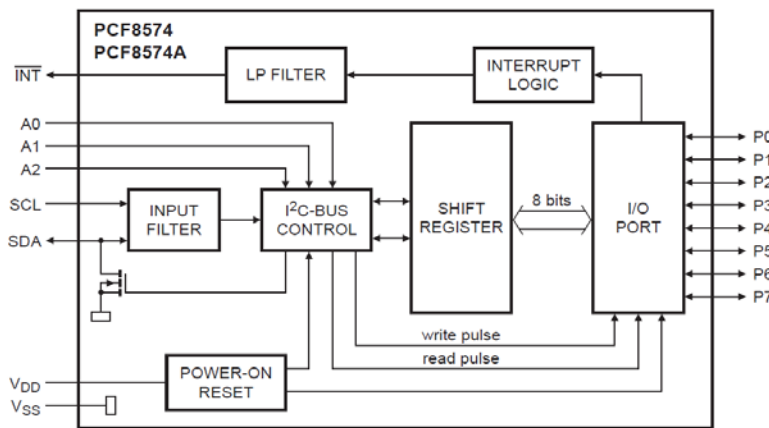 PCF8574
PCF8574A
INT
LP FILTER
INTERRUPT
LOGIC
A0
A1
A2
SCL
SDA
INPUT
FILTER
I²C-BUS
CONTROL
SHIFT
REGISTER
8 bits
I/O
PORT
P0
P1
P2
P3
P4
P5
P6
P7
write pulse
read pulse
VDD
VSS
POWER-ON
RESET